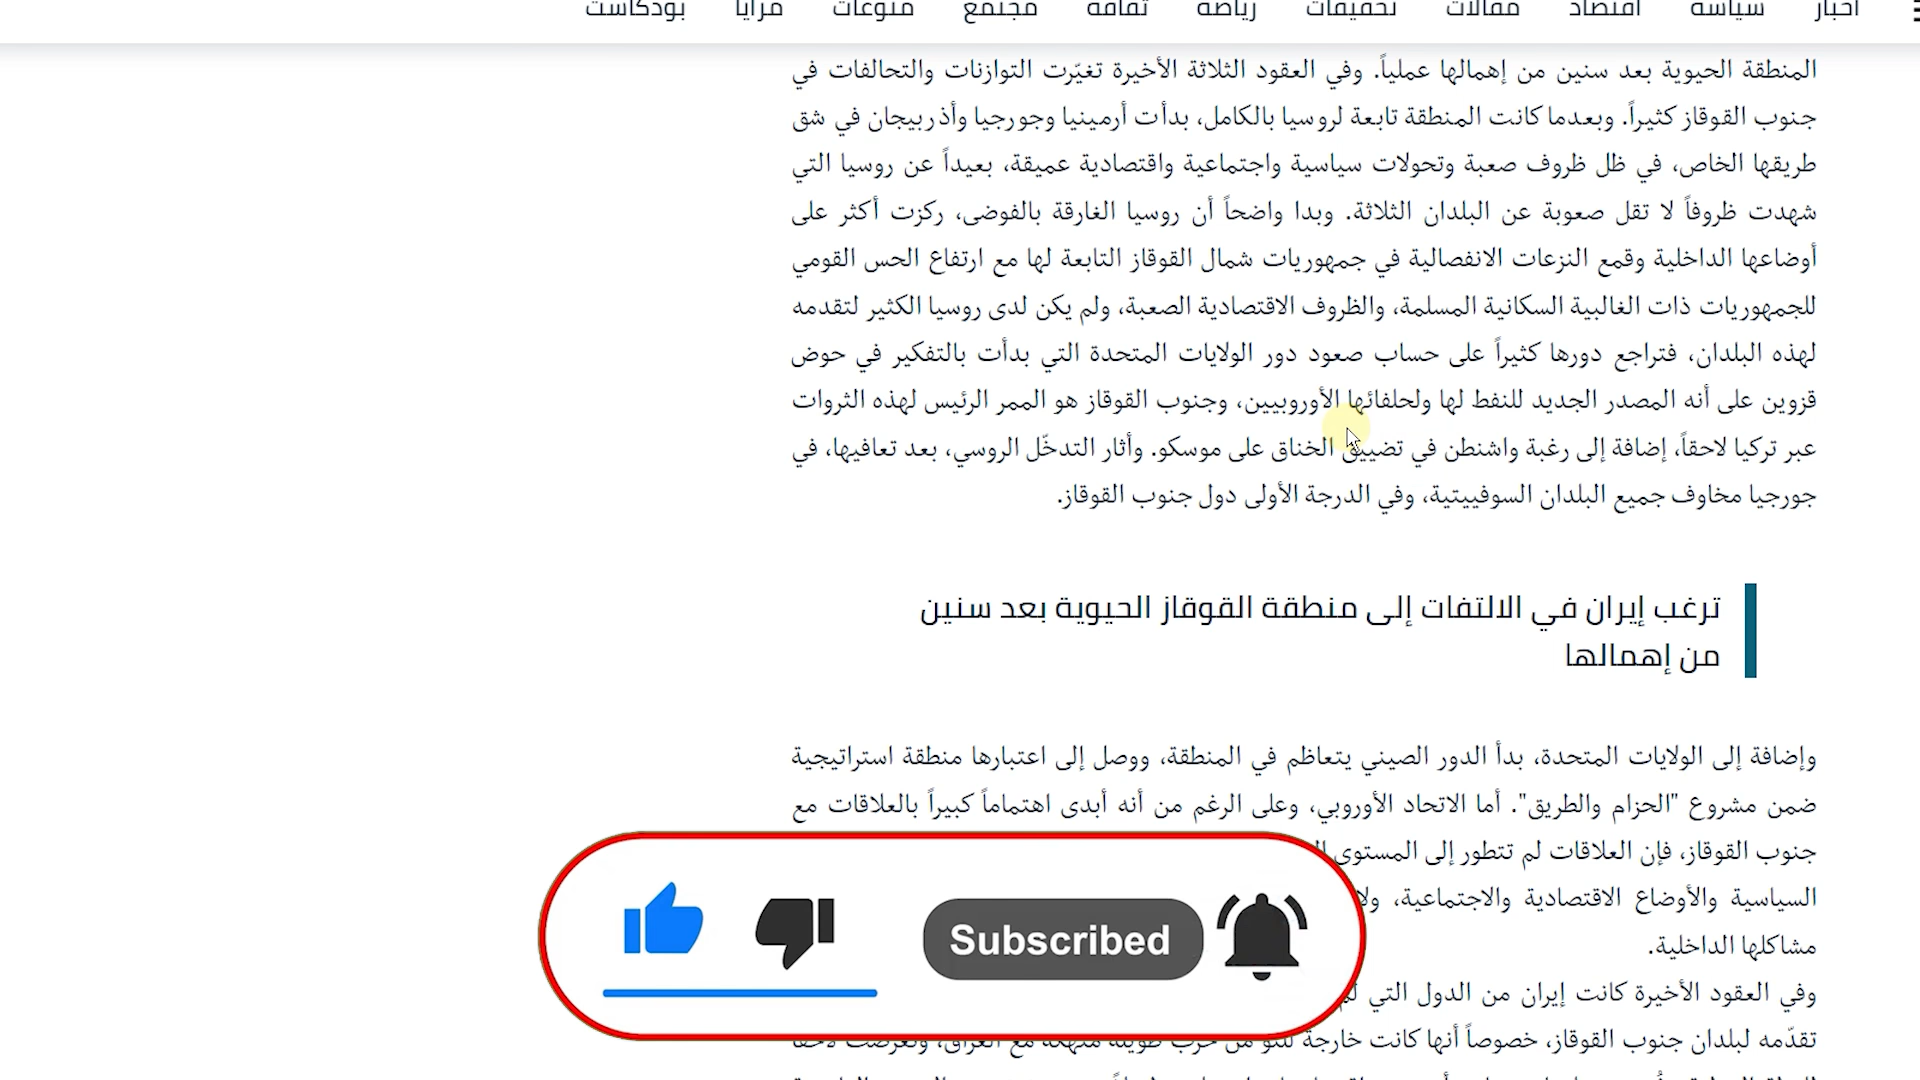 أخبار سياسة اقتصاد مقالات تحقيقات رياضة ثقافة مجتمع منوعات مرايا بودكاست
المنطقة الحيوية بعد سنين من إهمالها عملياً. وفي العقود الثلاثة الأخيرة تغيّرت التوازنات والتحالفات في
جنوب القوقاز كثيراً. وبعدما كانت المنطقة تابعة لروسيا بالكامل، بدأت أرمينيا وجورجيا وأذربيجان في شق
طريقها الخاص، في ظل ظروف صعبة وتحولات سياسية واجتماعية واقتصادية عميقة، بعيداً عن روسيا التي
شهدت ظروفاً لا تقل صعوبة عن البلدان الثلاثة. وبدا واضحاً أن روسيا الغارقة بالفوضى، ركزت أكثر على
أوضاعها الداخلية وقمع النزعات الانفصالية في جمهوريات شمال القوقاز التابعة لها مع ارتفاع الحس القومي
للجمهوريات ذات الغالبية السكانية المسلمة، والظروف الاقتصادية الصعبة، ولم يكن لدى روسيا الكثير لتقدمه
لهذه البلدان، فتراجع دورها كثيراً على حساب صعود دور الولايات المتحدة التي بدأت بالتفكير في حوض
قزوين على أنه المصدر الجديد للنفط لها ولحلفائها الأوروبيين، وجنوب القوقاز هو الممر الرئيس لهذه الثروات
عبر تركيا لاحقاً، إضافة إلى رغبة واشنطن في تضييق الخناق على موسكو. وأثار التدخّل الروسي، بعد تعافيها، في
جورجيا مخاوف جميع البلدان السوفييتية، وفي الدرجة الأولى دول جنوب القوقاز.
ترغب إيران في الالتفات إلى منطقة القوقاز الحيوية بعد سنين
من إهمالها
وإضافة إلى الولايات المتحدة، بدأ الدور الصيني يتعاظم في المنطقة، ووصل إلى اعتبارها منطقة استراتيجية
ضمن مشروع "الحزام والطريق". أما الاتحاد الأوروبي، وعلى الرغم من أنه أبدى اهتماماً كبيراً بالعلاقات مع
جنوب القوقاز، فإن العلاقات لم تتطور إلى المستوى
السياسية والأوضاع الاقتصادية والاجتماعية،
مشاكلها الداخلية.
وفي العقود الأخيرة كانت إيران من الدول التي لم
تقدّمه لبلدان جنوب القوقاز، خصوصاً أنها كانت خارجة للتو من حرب طويلة منهكة مع العراق، وتعرضت لاحقاً
Subscribed